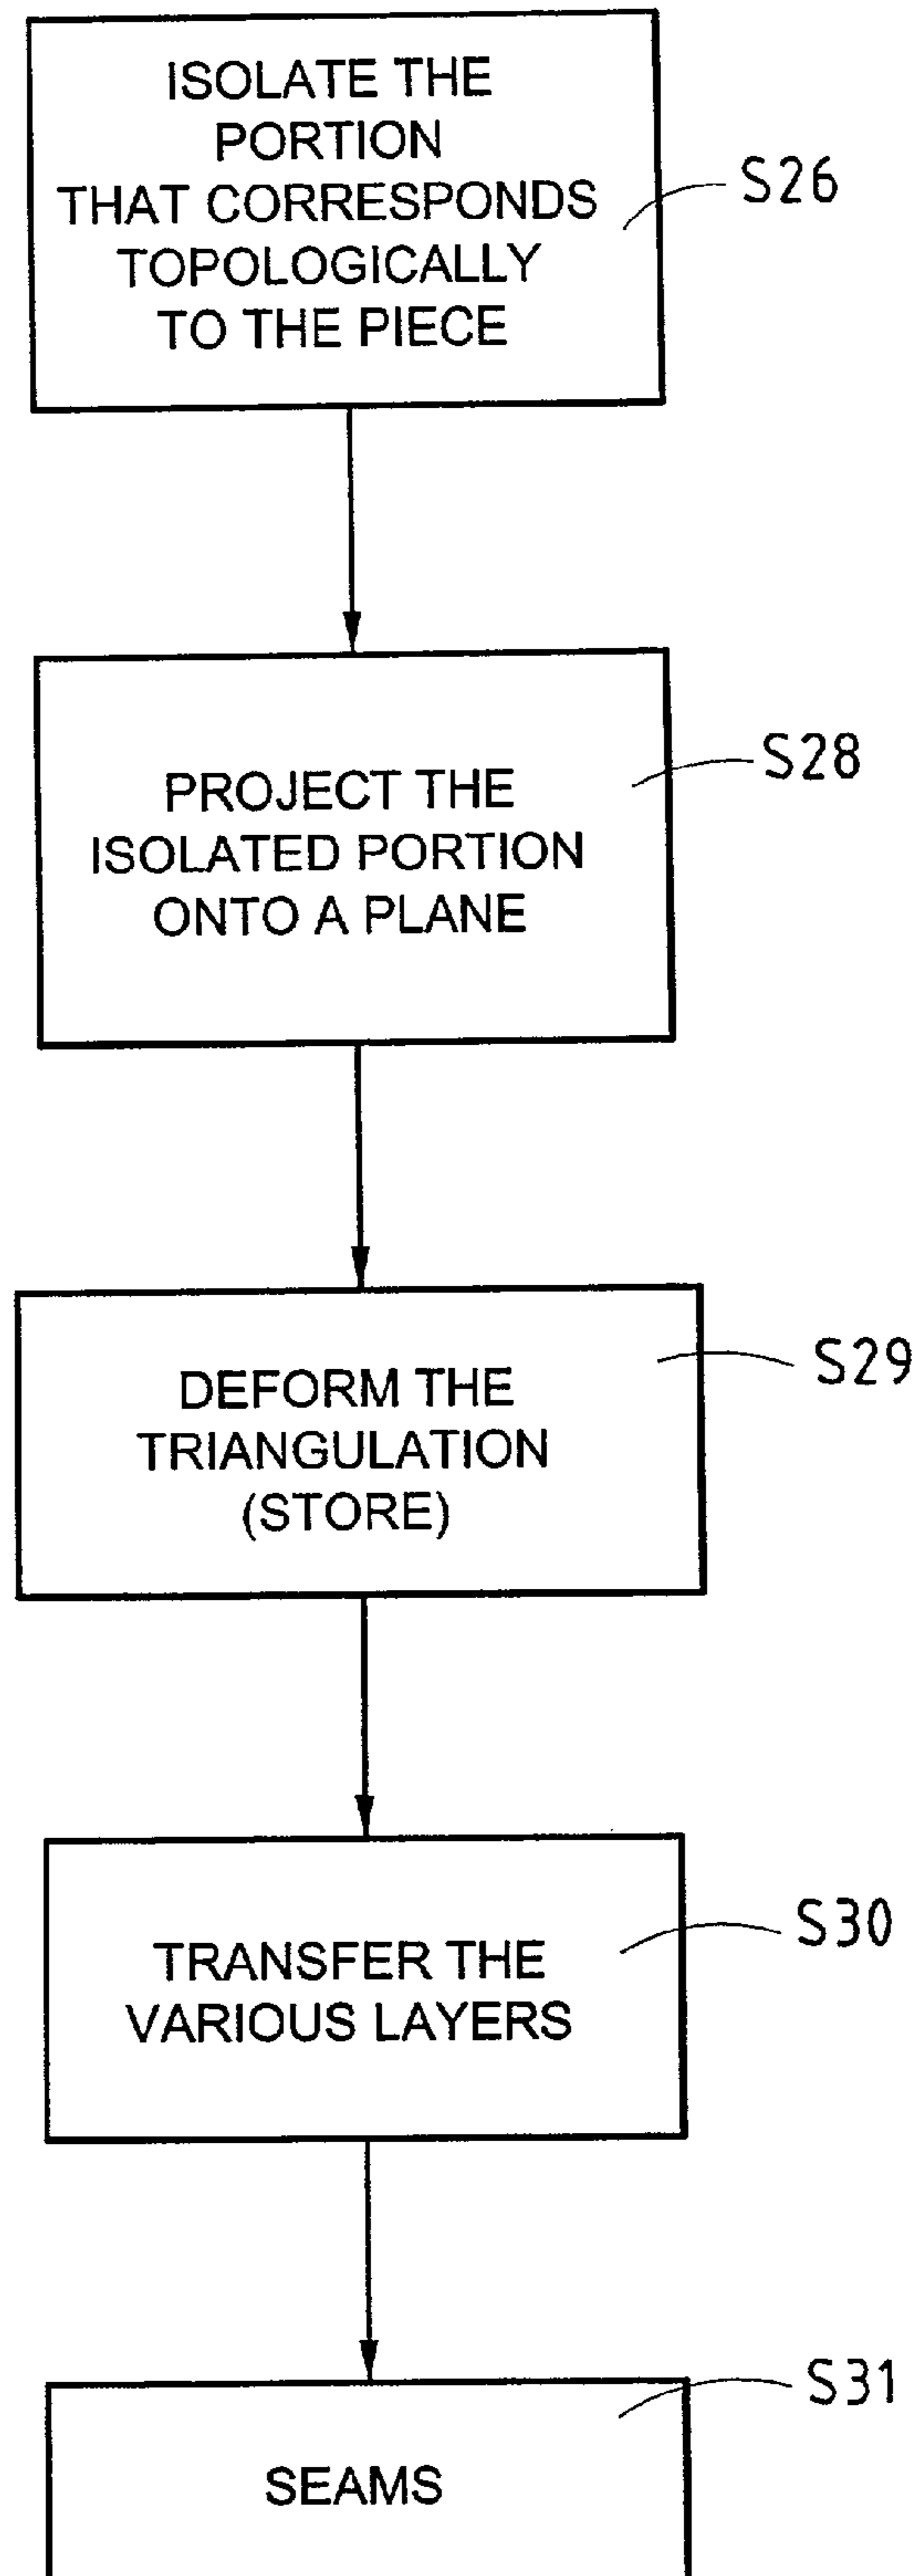 ISOLATE THE
PORTION
THAT CORRESPONDS
TOPOLOGICALLY
TO THE PIECE
S26
PROJECT THE
ISOLATED PORTION
ONTO A PLANE
S28
DEFORM THE
TRIANGULATION
(STORE)
S29
TRANSFER THE
VARIOUS LAYERS
S30
SEAMS
S31